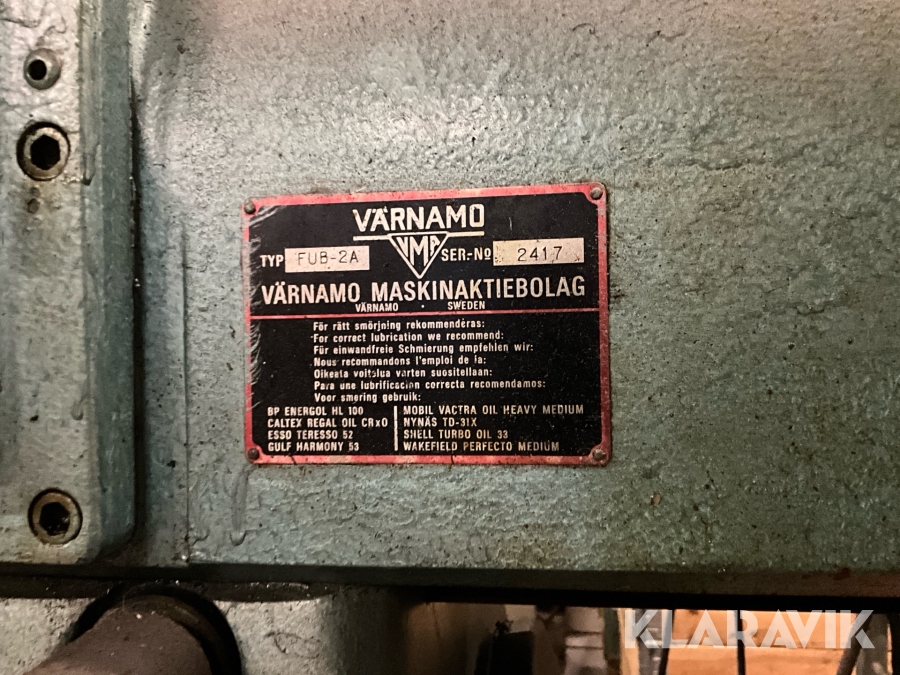 VÄRNAMO
VMA
TYP FUB-2A SER.-No 2417
VÄRNAMO MASKINAKTIEBOLAG
VÄRNAMO · SWEDEN
För rätt smörjning rekommenderas:
For correct lubrication we recommend:
Für einwandfreie Schmierung empfehlen wir:
Nous recommandons l'emploi de la:
Oikeata voitelua varten suositellaan:
Para une lubrificacion correcta recomendamos:
Voor smering gebruik:
BP ENERGOL HL 100
CALTEX REGAL OIL CRxO
ESSO TERESSO 52
GULF HARMONY 53
MOBIL VACTRA OIL HEAVY MEDIUM
NYNÄS TD-31X
SHELL TURBO OIL 33
WAKEFIELD PERFECTO MEDIUM
KLARAVIK